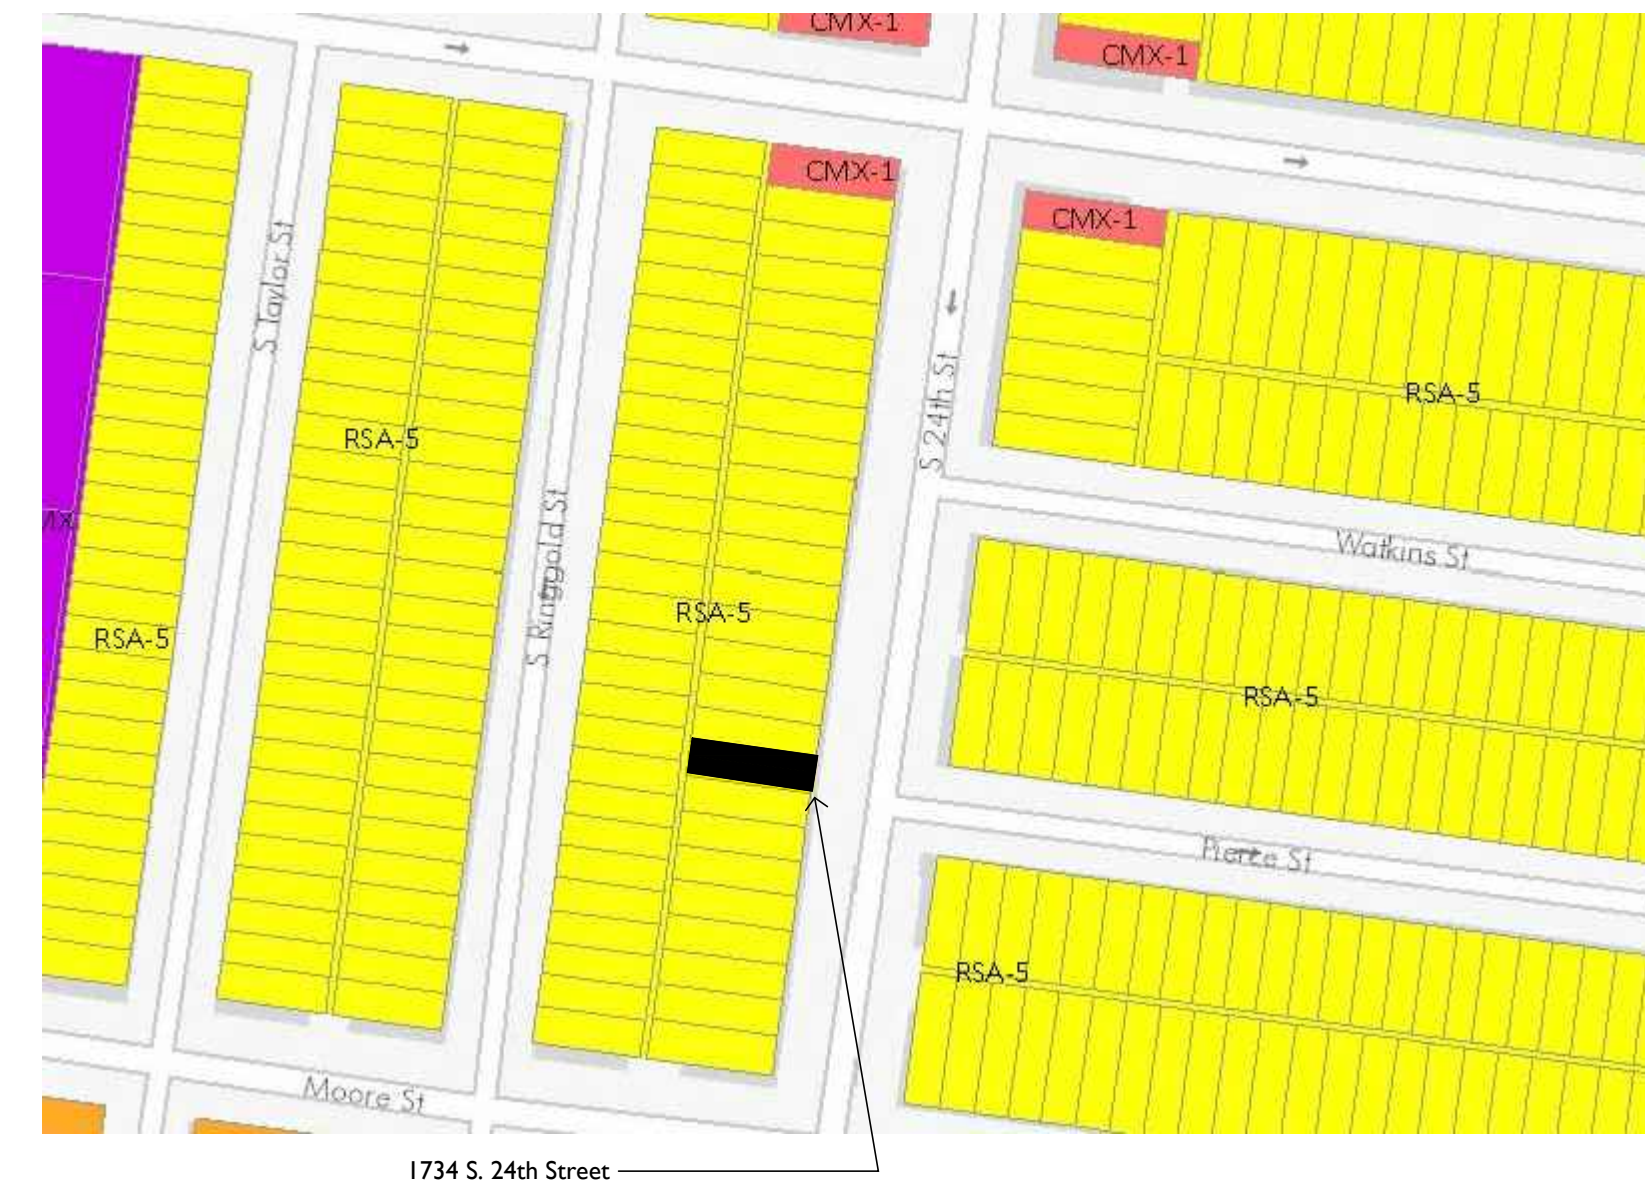 CMX-1
CMX-1
CMX-1
CMX-1
S Taylor St
S 24th St
RSA-5
RSA-5
S Ringgold St
MX
Watkins St
RSA-5
RSA-5
RSA-5
Pierce St
RSA-5
Moore St
1734 S. 24th Street